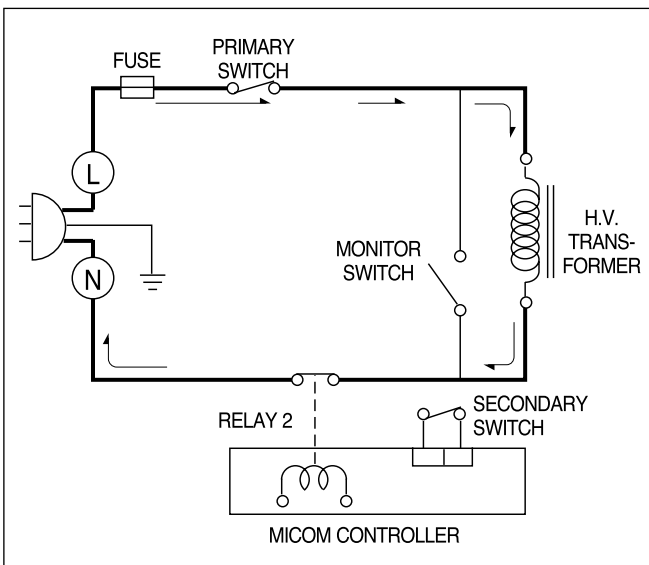 PRIMARY
SWITCH
FUSE
L
N
MONITOR
SWITCH
H.V.
TRANS-
FORMER
RELAY 2
SECONDARY
SWITCH
MICOM CONTROLLER